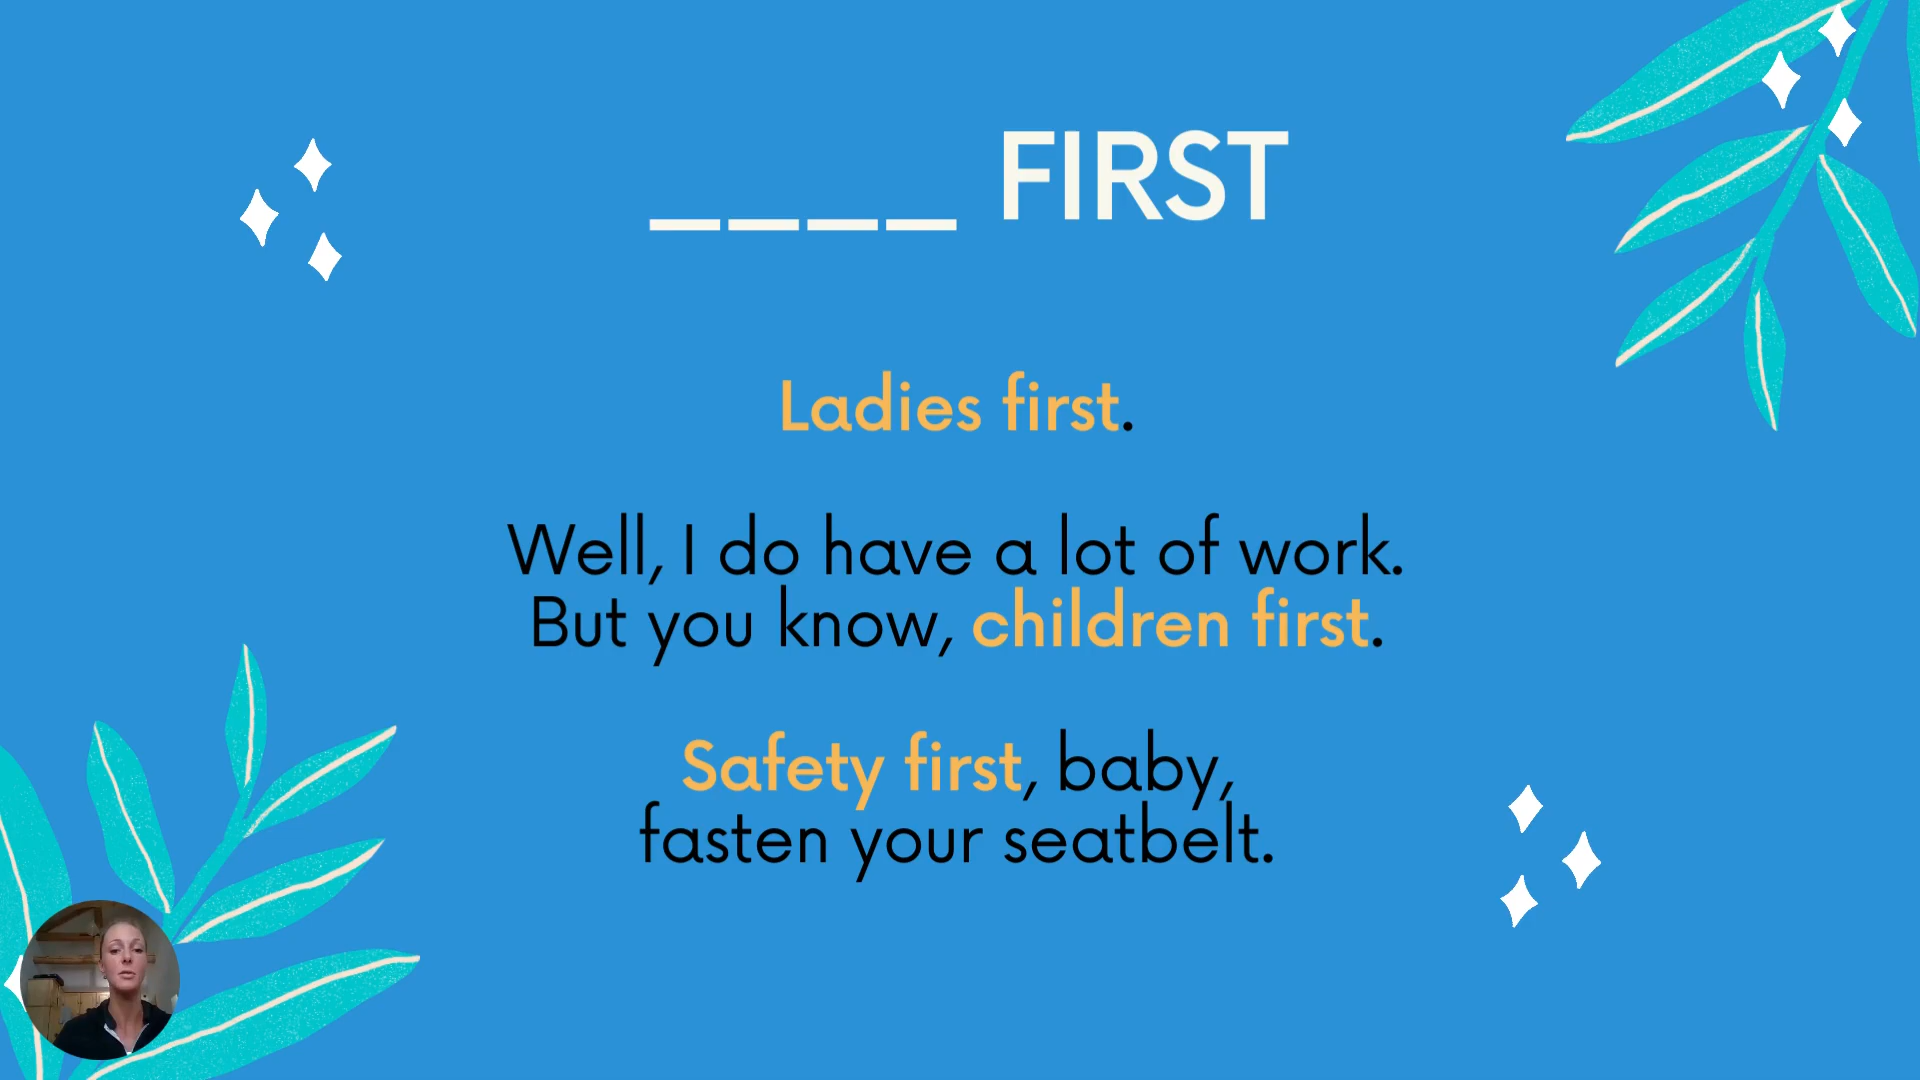 ____ FIRST
Ladies first.
Well, I do have a lot of work.
But you know, children first.
Safety first, baby,
fasten your seatbelt.